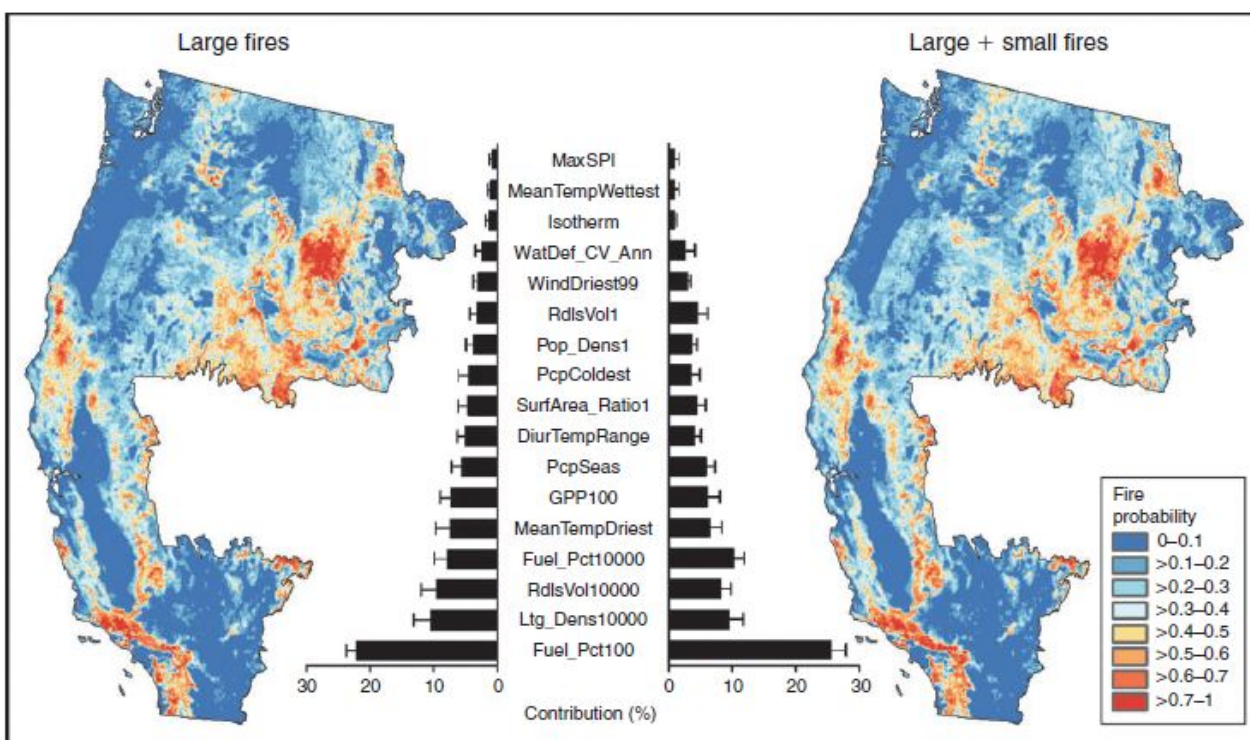 Large fires
Large + small fires
MaxSPI
MeanTempWettest
Isotherm
WatDef_CV_Ann
WindDriest99
RdlsVol1
Pop_Dens1
PcpColdest
SurfArea_Ratio1
DiurTempRange
PcpSeas
GPP100
MeanTempDriest
Fuel_Pct10000
RdlsVol10000
Ltg_Dens10000
Fuel_Pct100
30 20 10 0 0 10 20 30
Contribution (%)
Fire
probability
0–0.1
>0.1–0.2
>0.2–0.3
>0.3–0.4
>0.4–0.5
>0.5–0.6
>0.6–0.7
>0.7–1